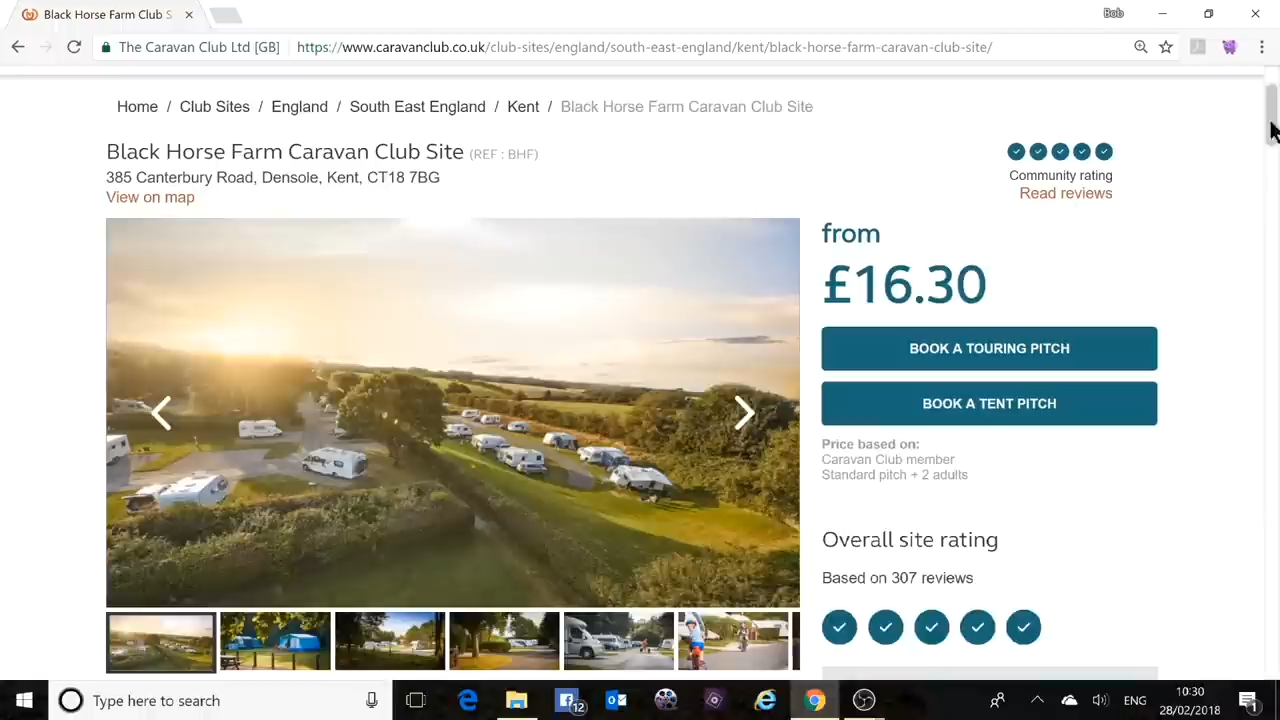 Black Horse Farm Club S
Bob
The Caravan Club Ltd [GB]
https://www.caravanclub.co.uk/club-sites/england/south-east-england/kent/black-horse-farm-caravan-club-site/
Home / Club Sites / England / South East England / Kent / Black Horse Farm Caravan Club Site
Black Horse Farm Caravan Club Site (REF : BHF)
385 Canterbury Road, Densole, Kent, CT18 7BG
View on map
Community rating
Read reviews
from
£16.30
BOOK A TOURING PITCH
BOOK A TENT PITCH
Price based on:
Caravan Club member
Standard pitch + 2 adults
Overall site rating
Based on 307 reviews
Type here to search
12
ENG
10:30
28/02/2018
1